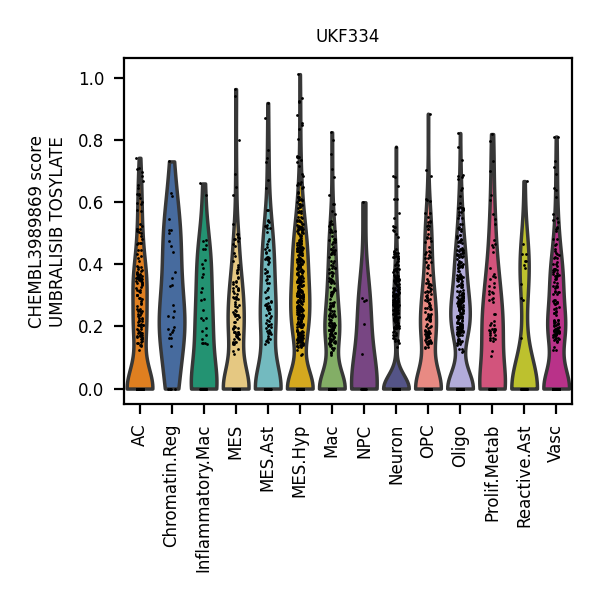 UKF334
CHEMBL3989869 score
UMBRALISIB TOSYLATE
1.0
0.8
0.6
0.4
0.2
0.0
AC
Chromatin.Reg
Inflammatory.Mac
MES
MES.Ast
MES.Hyp
Mac
NPC
Neuron
OPC
Oligo
Prolif.Metab
Reactive.Ast
Vasc